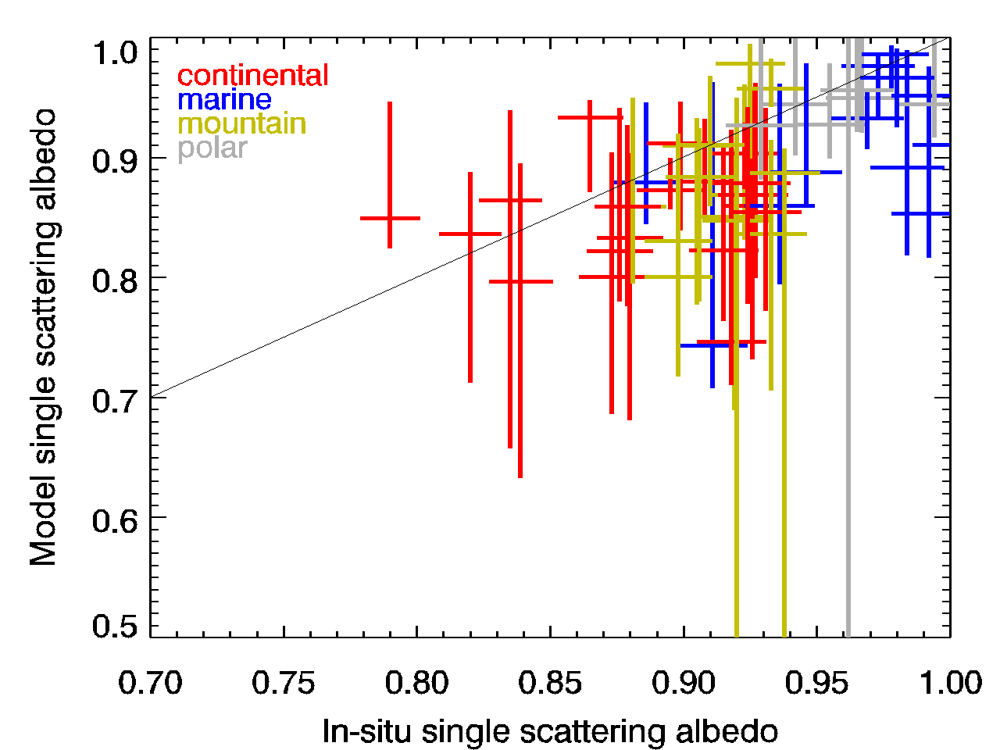 1.0
0.9
0.8
0.7
0.6
0.5
Model single scattering albedo
continental
marine
mountain
polar
0.70 0.75 0.80 0.85 0.90 0.95 1.00
In-situ single scattering albedo